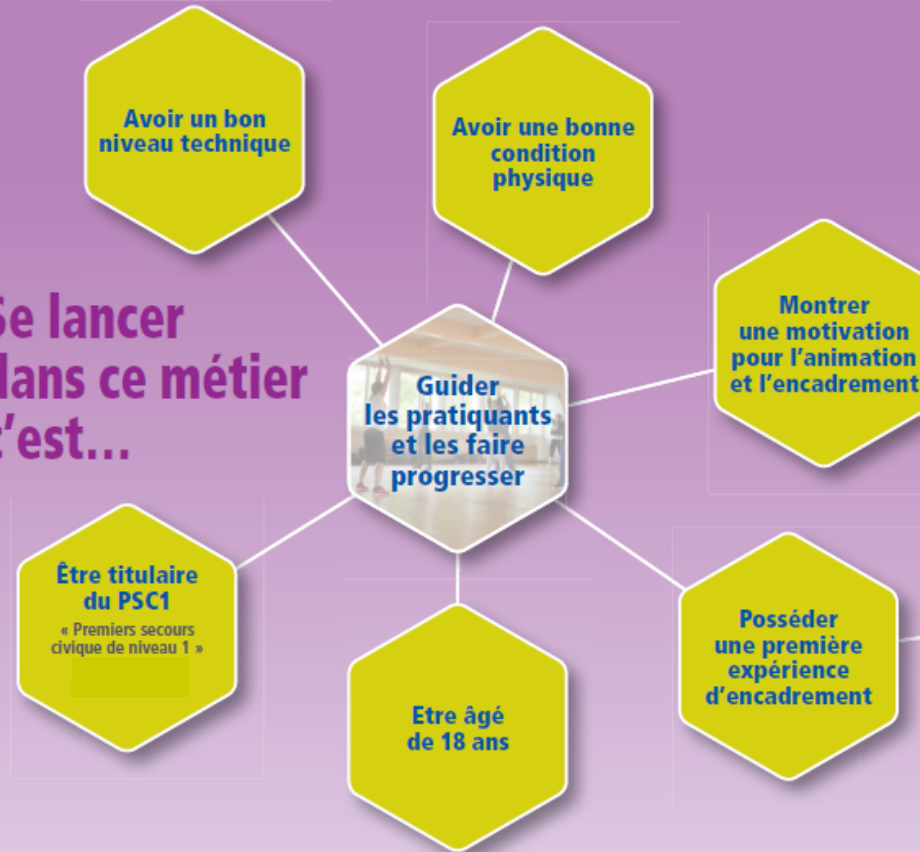 Avoir un bon
niveau technique
Avoir une bonne
condition
physique
Se lancer
dans ce métier
c'est...
Montrer
une motivation
pour l'animation
et l'encadrement
Guider
les pratiquants
et les faire
progresser
Être titulaire
du PSC1
« Premiers secours
civique de niveau 1 »
Etre âgé
de 18 ans
Posséder
une première
expérience
d'encadrement